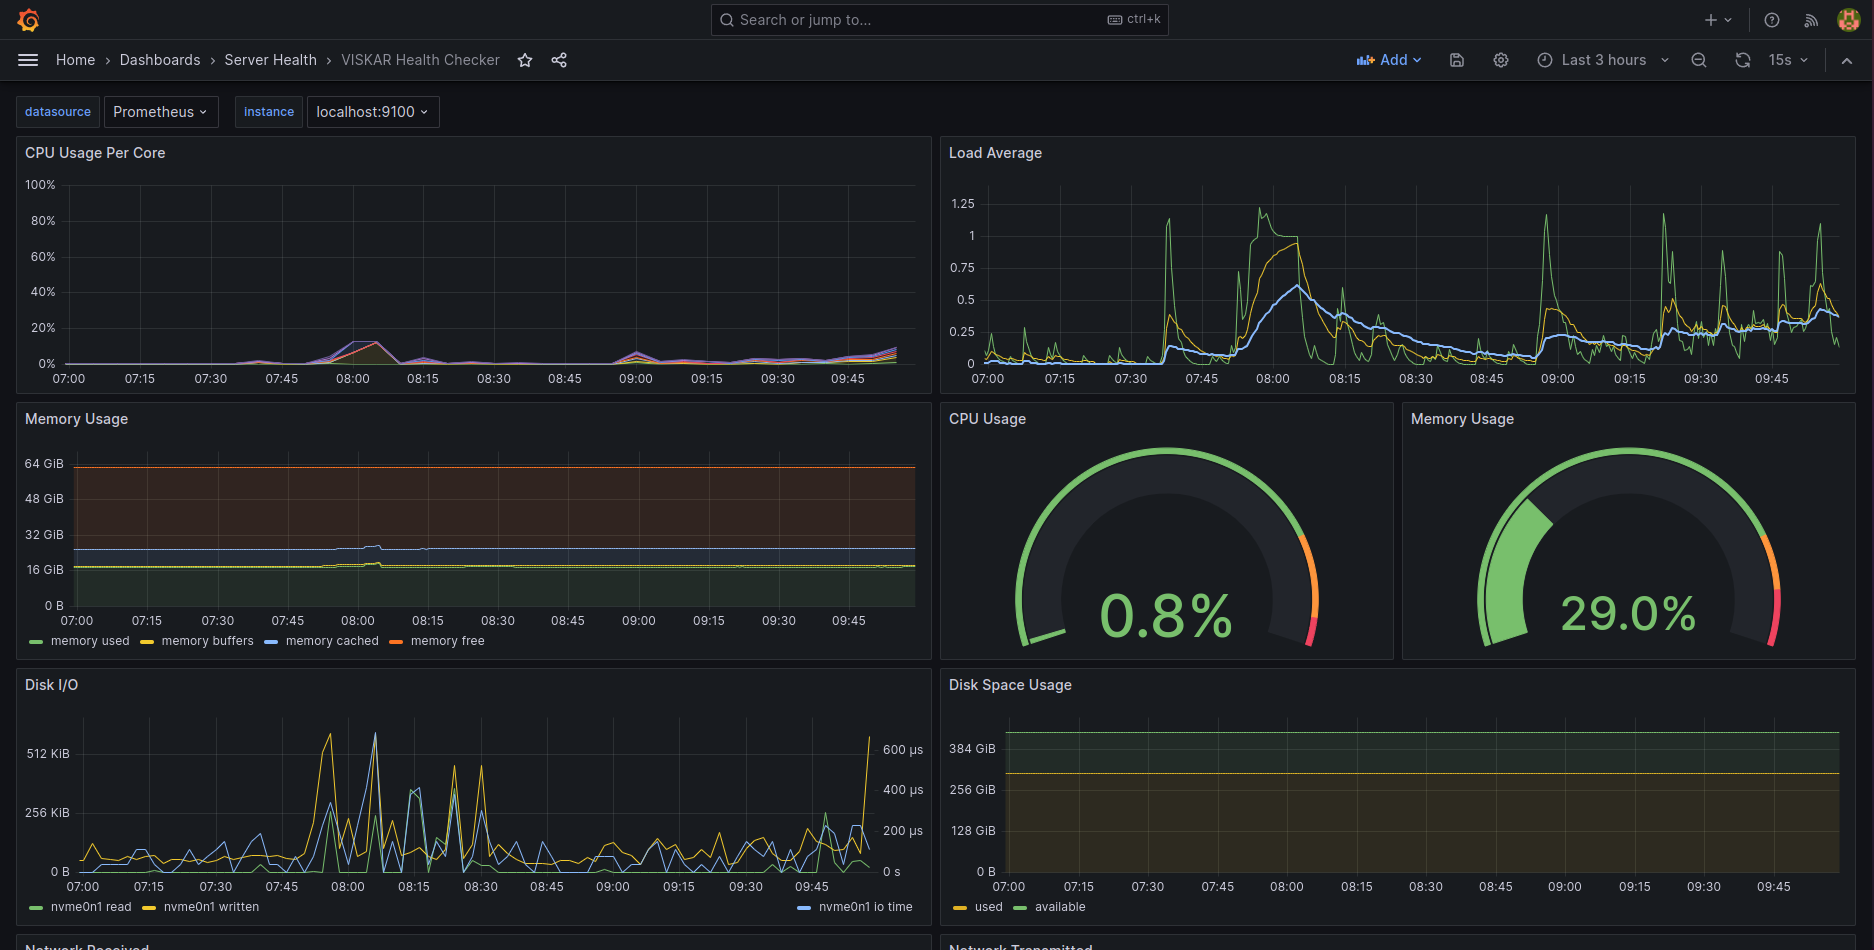 Search or jump to...
ctrl+k
Home › Dashboards › Server Health › VISKAR Health Checker
Add
Last 3 hours
15s
datasource
Prometheus
instance
localhost:9100
CPU Usage Per Core
100%
80%
60%
40%
20%
0%
07:00 07:15 07:30 07:45 08:00 08:15 08:30 08:45 09:00 09:15 09:30 09:45
Load Average
1.25
1
0.75
0.5
0.25
0
07:00 07:15 07:30 07:45 08:00 08:15 08:30 08:45 09:00 09:15 09:30 09:45
Memory Usage
64 GiB
48 GiB
32 GiB
16 GiB
0 B
07:00 07:15 07:30 07:45 08:00 08:15 08:30 08:45 09:00 09:15 09:30 09:45
memory used memory buffers memory cached memory free
CPU Usage
0.8%
Memory Usage
29.0%
Disk I/O
512 KiB
256 KiB
0 B
600 µs
400 µs
200 µs
0 s
07:00 07:15 07:30 07:45 08:00 08:15 08:30 08:45 09:00 09:15 09:30 09:45
nvme0n1 read nvme0n1 written nvme0n1 io time
Disk Space Usage
384 GiB
256 GiB
128 GiB
0 B
07:00 07:15 07:30 07:45 08:00 08:15 08:30 08:45 09:00 09:15 09:30 09:45
used available
Network Received
Network Transmitted